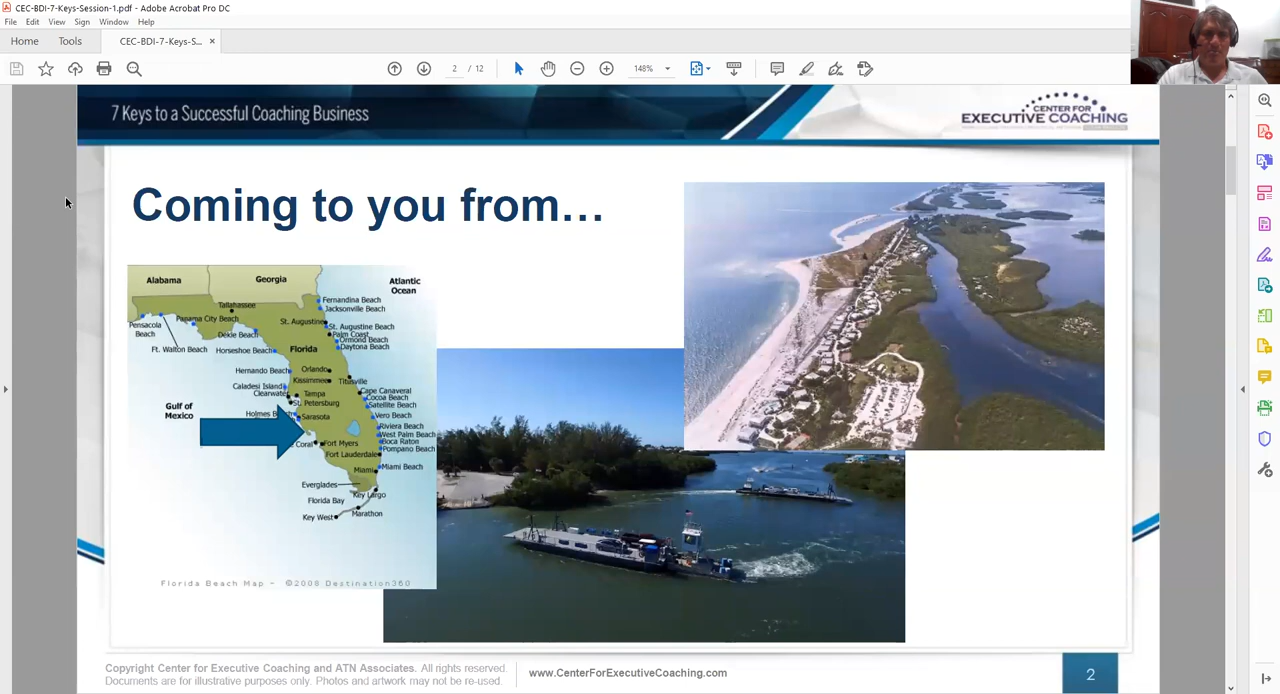 CEC-BDI-7-Keys-Session-1.pdf - Adobe Acrobat Pro DC
File Edit View Sign Window Help
Home Tools CEC-BDI-7-Keys-S... ×
2 / 12 148%
7 Keys to a Successful Coaching Business
CENTER FOR
EXECUTIVE COACHING
Coming to you from…
Alabama
Georgia
Atlantic
Ocean
Fernandina Beach
Jacksonville Beach
Tallahassee
Panama City Beach
St. Augustine
Pensacola
Beach
St. Augustine Beach
Palm Coast
Ormond Beach
Daytona Beach
Dekle Beach
Ft. Walton Beach
Horseshoe Beach
Florida
Hernando Beach
Orlando
Kissimmee
Titusville
Caladesi Island
Clearwater
Tampa
St. Petersburg
Cape Canaveral
Cocoa Beach
Satellite Beach
Gulf of
Mexico
Holmes B
Sarasota
Vero Beach
Riviera Beach
West Palm Beach
Boca Raton
Pompano Beach
Coral
Fort Myers
Fort Lauderdale
Miami
Miami Beach
Everglades
Key Largo
Florida Bay
Marathon
Key West
Florida Beach Map - ©2008 Destination360
Copyright Center for Executive Coaching and ATN Associates. All rights reserved.
Documents are for illustrative purposes only. Photos and artwork may not be re-used.
www.CenterForExecutiveCoaching.com
2